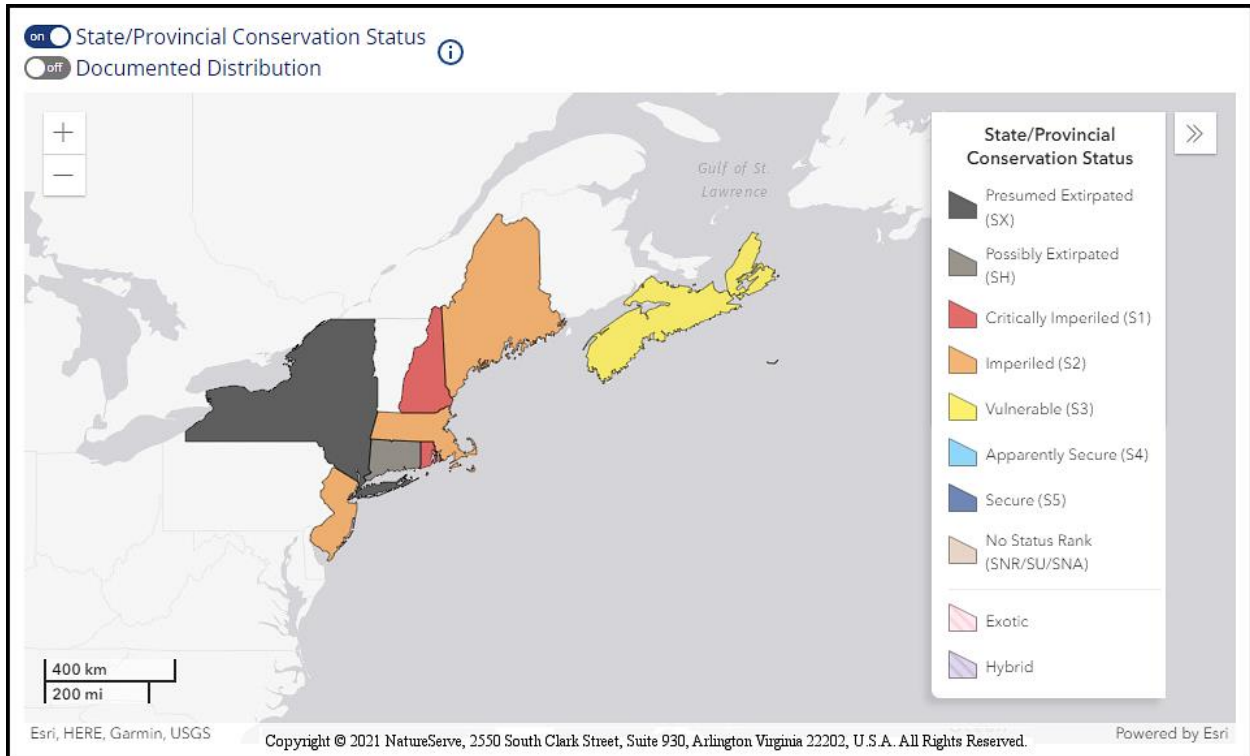 on State/Provincial Conservation Status
off Documented Distribution
Gulf of St.
Lawrence
State/Provincial
Conservation Status
Presumed Extirpated
(SX)
Possibly Extirpated
(SH)
Critically Imperiled (S1)
Imperiled (S2)
Vulnerable (S3)
Apparently Secure (S4)
Secure (S5)
No Status Rank
(SNR/SU/SNA)
Exotic
Hybrid
400 km
200 mi
Esri, HERE, Garmin, USGS
Copyright © 2021 NatureServe, 2550 South Clark Street, Suite 930, Arlington Virginia 22202, U.S.A. All Rights Reserved.
Powered by Esri